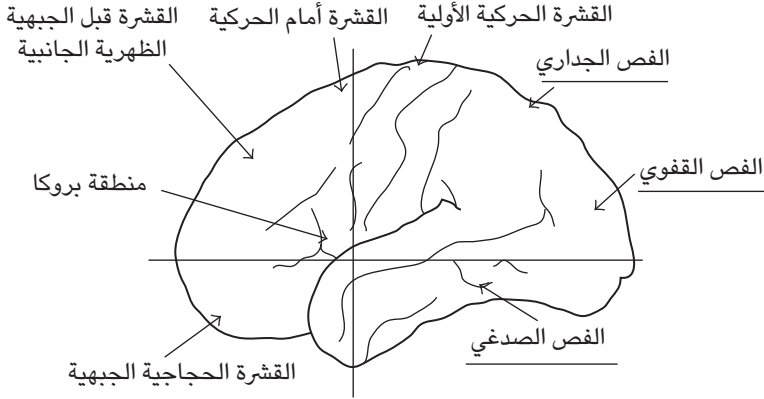 القشرة الحركية الأولية
القشرة أمام الحركية
القشرة قبل الجبهية
الظهرية الجانبية
الفص الجداري
الفص القفوي
منطقة بروكا
الفص الصدغي
القشرة الحجاجية الجبهية